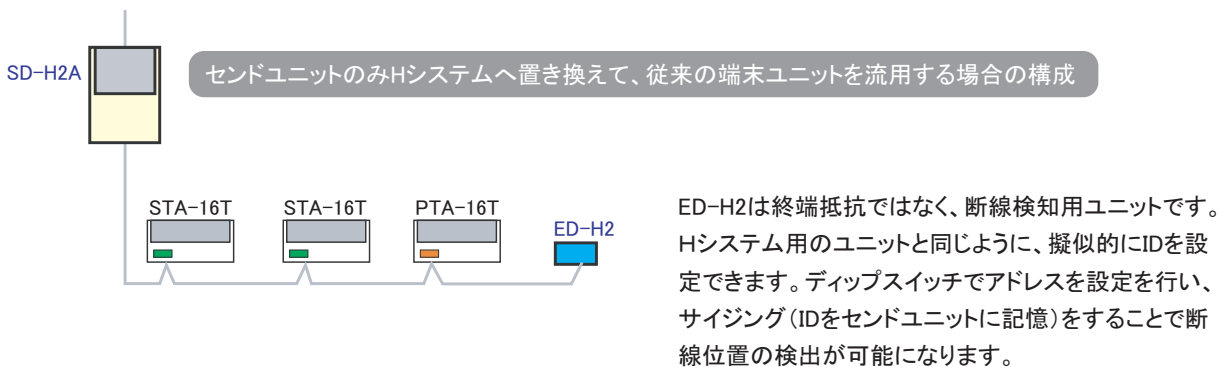 SD-H2A
センドユニットのみHシステムへ置き換えて、従来の端末ユニットを流用する場合の構成
STA-16T
STA-16T
PTA-16T
ED-H2
ED-H2は終端抵抗ではなく、断線検知用ユニットです。
Hシステム用のユニットと同じように、擬似的にIDを設
定できます。ディップスイッチでアドレスを設定を行い、
サイジング（IDをセンドユニットに記憶）をすることで断
線位置の検出が可能になります。